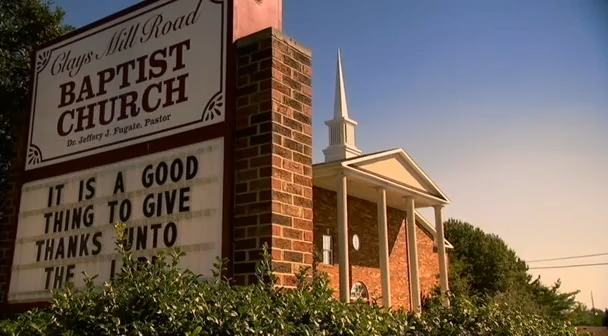 Clays Mill Road
BAPTIST
CHURCH
Dr. Jeffery J. Fugate, Pastor
IT IS A GOOD
THING TO GIVE
THANKS UNTO
THE